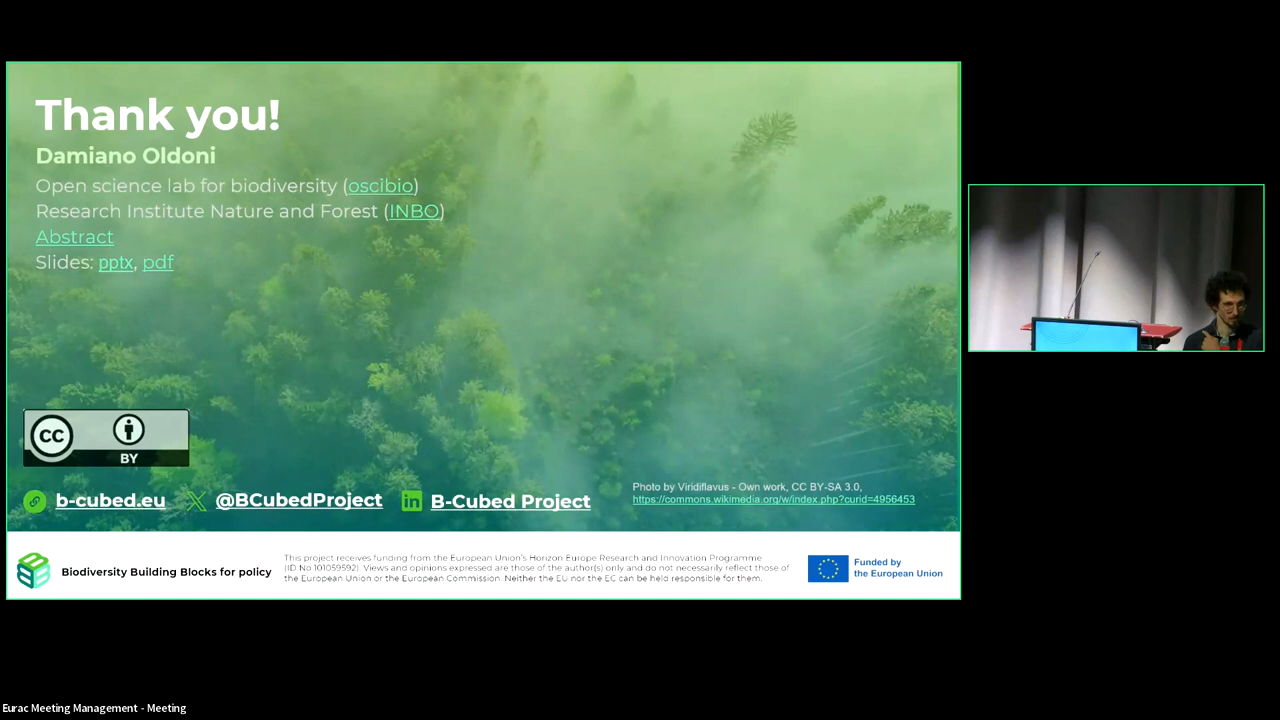 Thank you!
Damiano Oldoni
Open science lab for biodiversity (oscibio)
Research Institute Nature and Forest (INBO)
Abstract
Slides: pptx, pdf
CC
BY
b-cubed.eu
@BCubedProject
in
B-Cubed Project
Photo by Viridiflavus - Own work, CC BY-SA 3.0,
https://commons.wikimedia.org/w/index.php?curid=4956453
Biodiversity Building Blocks for policy
This project receives funding from the European Union's Horizon Europe Research and Innovation Programme
(ID No 101059592). Views and opinions expressed are those of the author(s) only and do not necessarily reflect those of
the European Union or the European Commission. Neither the EU nor the EC can be held responsible for them.
Funded by
the European Union
Eurac Meeting Management - Meeting